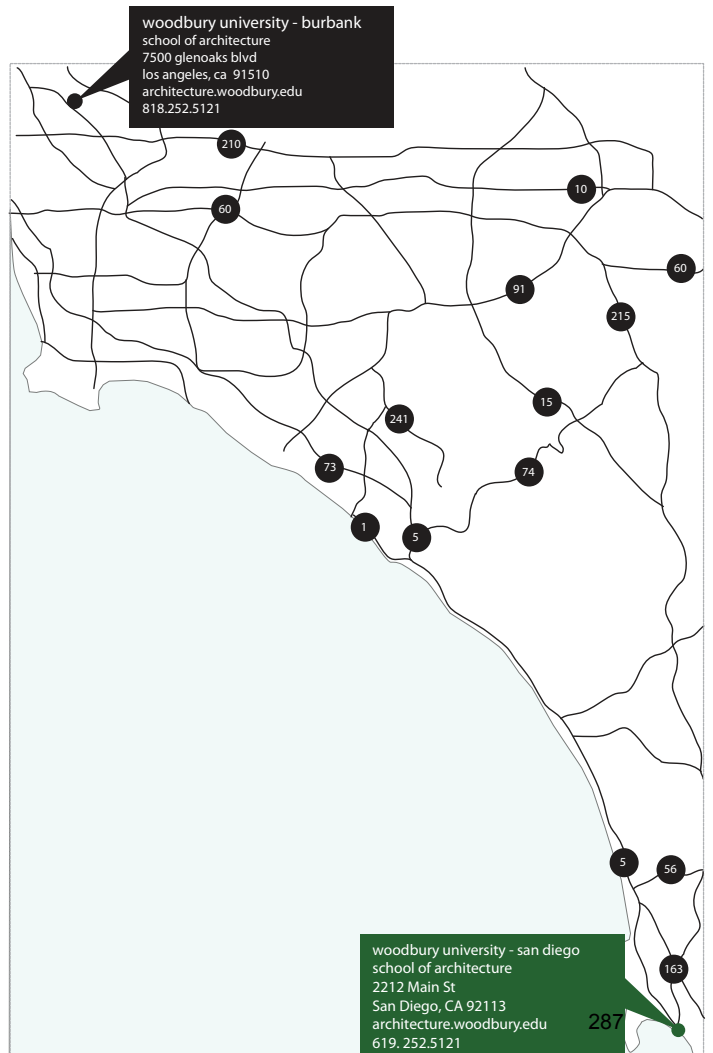 woodbury university - burbank
school of architecture
7500 glenoaks blvd
los angeles, ca 91510
architecture.woodbury.edu
818.252.5121
210
10
60
60
91
215
15
241
73
74
1
5
5
56
163
woodbury university - san diego
school of architecture
2212 Main St
San Diego, CA 92113
architecture.woodbury.edu
619. 252.5121
287